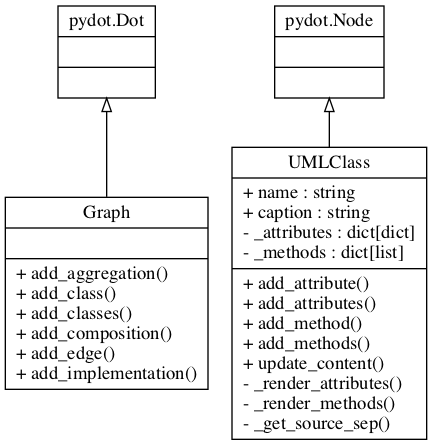 pydot.Dot
pydot.Node
Graph
+ add_aggregation()
+ add_class()
+ add_classes()
+ add_composition()
+ add_edge()
+ add_implementation()
UMLClass
+ name : string
+ caption : string
- _attributes : dict[dict]
- _methods : dict[list]
+ add_attribute()
+ add_attributes()
+ add_method()
+ add_methods()
+ update_content()
- _render_attributes()
- _render_methods()
- _get_source_sep()